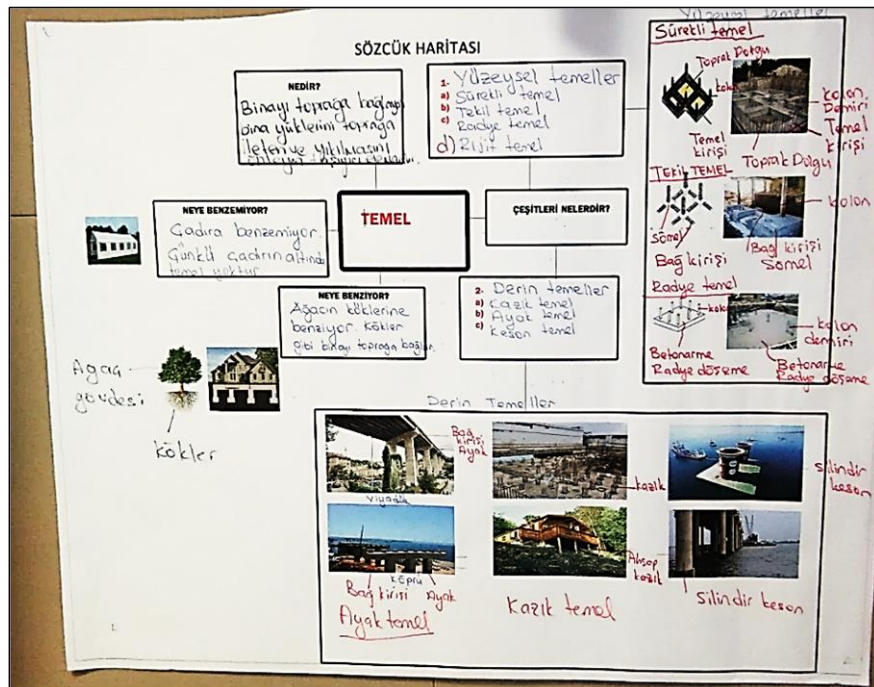 Yüzeysel temeller
SÖZCÜK HARİTASI
NEDİR?
Binayı toprağa bağlayıp
bina yüklerini toprağa
ileten ve yıkılmasını
1. Yüzeysel temeller
a) Sürekli temel
b) Tekil temel
c) Radye temel
d) Rijit temel
NEYE BENZEMİYOR?
Çadıra benzemiyor.
Çünkü çadırın altında
temel yoktur
TEMEL
ÇEŞİTLERİ NELERDİR?
NEYE BENZİYOR?
Ağacın köklerine
benziyor. Kökler
gibi binayı toprağa bağlar.
2. Derin temeller
a) Kazık temel
b) Ayak temel
c) Keson temel
Ağaç
gövdesi
kökler
Sürekli temel
Toprak Dolgu
kolon
Temel
kirişi
Toprak Dolgu
kolon
Demiri
Temel
kirişi
TEKİL TEMEL
Sömel
Bağ kirişi
kolon
Bağ kirişi
Sömel
Radye temel
kolon
Betonarme
Radye döşeme
kolon
demiri
Betonarme
Radye döşeme
Derin Temeller
Bağ kirişi
Ayak
Viyadük
kazık
Silindir
keson
Köprü
Bağ kirişi
Ayak
Ayak temel
Ahşap
kazık
Kazık temel
Silindir keson